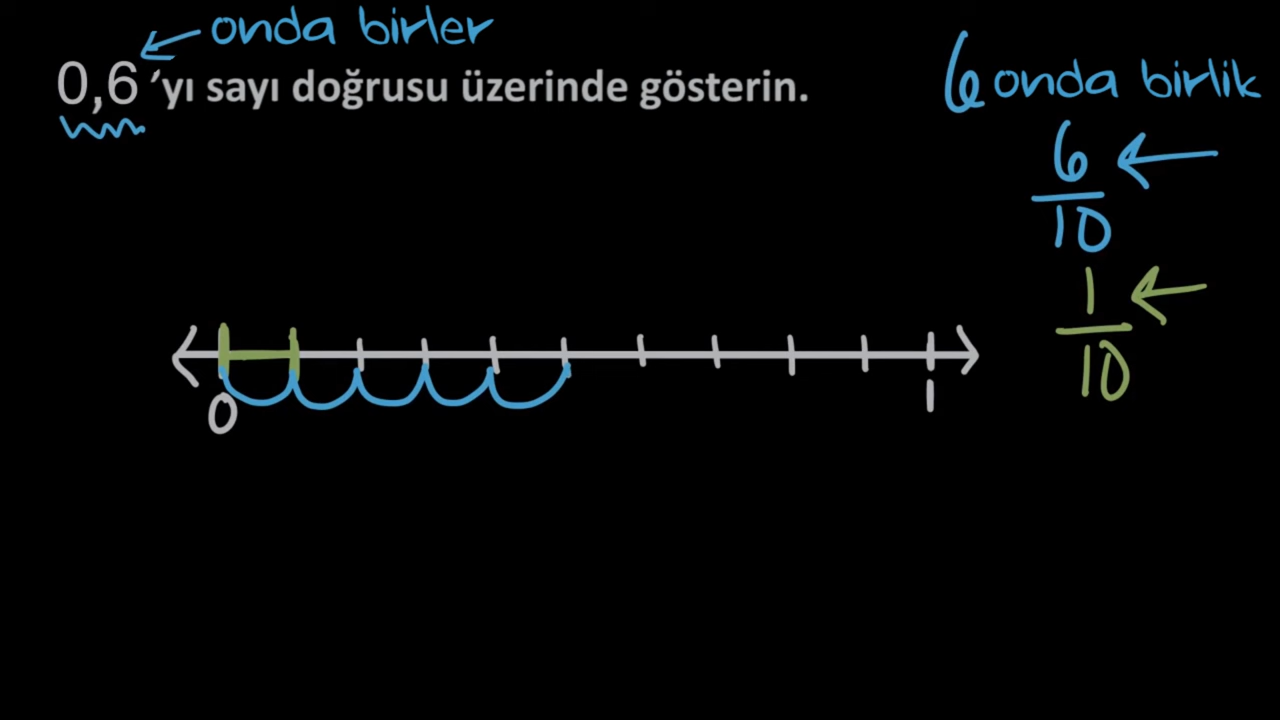 onda birler
0,6 ’yı sayı doğrusu üzerinde gösterin.
6 onda birlik
6
10
1
10
0
1